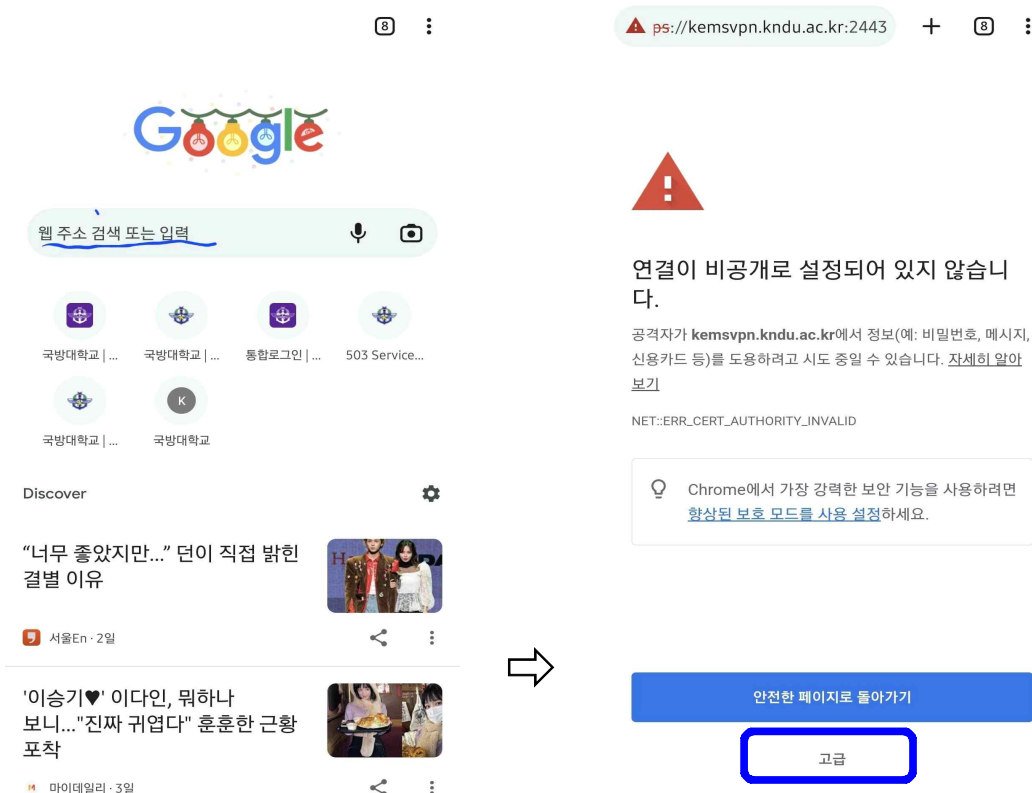 8
Google
웹 주소 검색 또는 입력
국방대학교 | ...
국방대학교 | ...
통합로그인 | ...
503 Service...
K
국방대학교 | ...
국방대학교
Discover
“너무 좋았지만...” 던이 직접 밝힌
결별 이유
서울En · 2일
'이승기♥' 이다인, 뭐하나
보니..."진짜 귀엽다" 훈훈한 근황
포착
마이데일리 · 3일
ps://kemsvpn.kndu.ac.kr:2443
8
연결이 비공개로 설정되어 있지 않습니
다.
공격자가 kemsvpn.kndu.ac.kr에서 정보(예: 비밀번호, 메시지,
신용카드 등)를 도용하려고 시도 중일 수 있습니다. 자세히 알아
보기
NET::ERR_CERT_AUTHORITY_INVALID
Chrome에서 가장 강력한 보안 기능을 사용하려면
향상된 보호 모드를 사용 설정하세요.
안전한 페이지로 돌아가기
고급